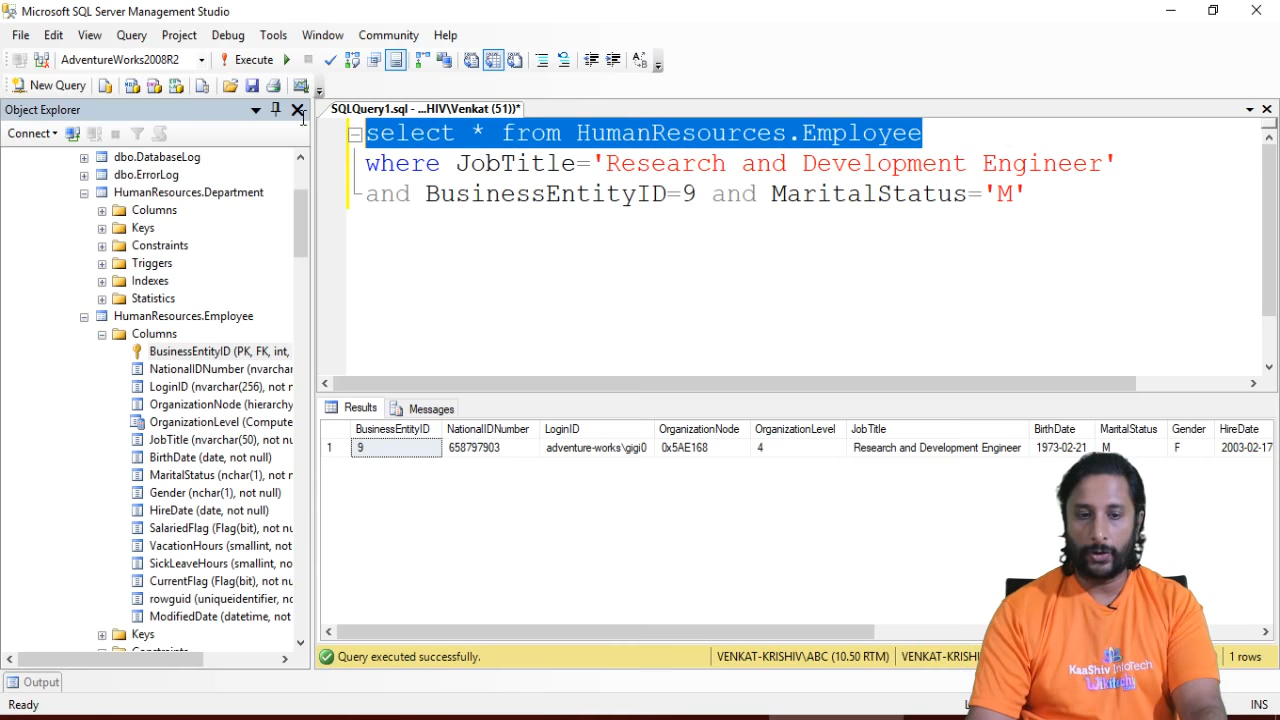 Microsoft SQL Server Management Studio
File Edit View Query Project Debug Tools Window Community Help
AdventureWorks2008R2 Execute
New Query
Object Explorer
SQLQuery1.sql - ...HIV\Venkat (51))*
Connect
dbo.DatabaseLog
dbo.ErrorLog
HumanResources.Department
Columns
Keys
Constraints
Triggers
Indexes
Statistics
HumanResources.Employee
Columns
BusinessEntityID (PK, FK, int,
NationalIDNumber (nvarchar
LoginID (nvarchar(256), not n
OrganizationNode (hierarchy
OrganizationLevel (Compute
JobTitle (nvarchar(50), not nu
BirthDate (date, not null)
MaritalStatus (nchar(1), not n
Gender (nchar(1), not null)
HireDate (date, not null)
SalariedFlag (Flag(bit), not nu
VacationHours (smallint, not
SickLeaveHours (smallint, not
CurrentFlag (Flag(bit), not nu
rowguid (uniqueidentifier, no
ModifiedDate (datetime, not
Keys
Constraints
select * from HumanResources.Employee
where JobTitle='Research and Development Engineer'
and BusinessEntityID=9 and MaritalStatus='M'
Results Messages
BusinessEntityID NationalIDNumber LoginID OrganizationNode OrganizationLevel JobTitle BirthDate MaritalStatus Gender HireDate
1 9 658797903 adventure-works\gigi0 0x5AE168 4 Research and Development Engineer 1973-02-21 M F 2003-02-17
Query executed successfully. VENKAT-KRISHIV\ABC (10.50 RTM) VENKAT-KRISHI 1 rows
KaaShiv InfoTech
Wikitechy
Output
Ready INS